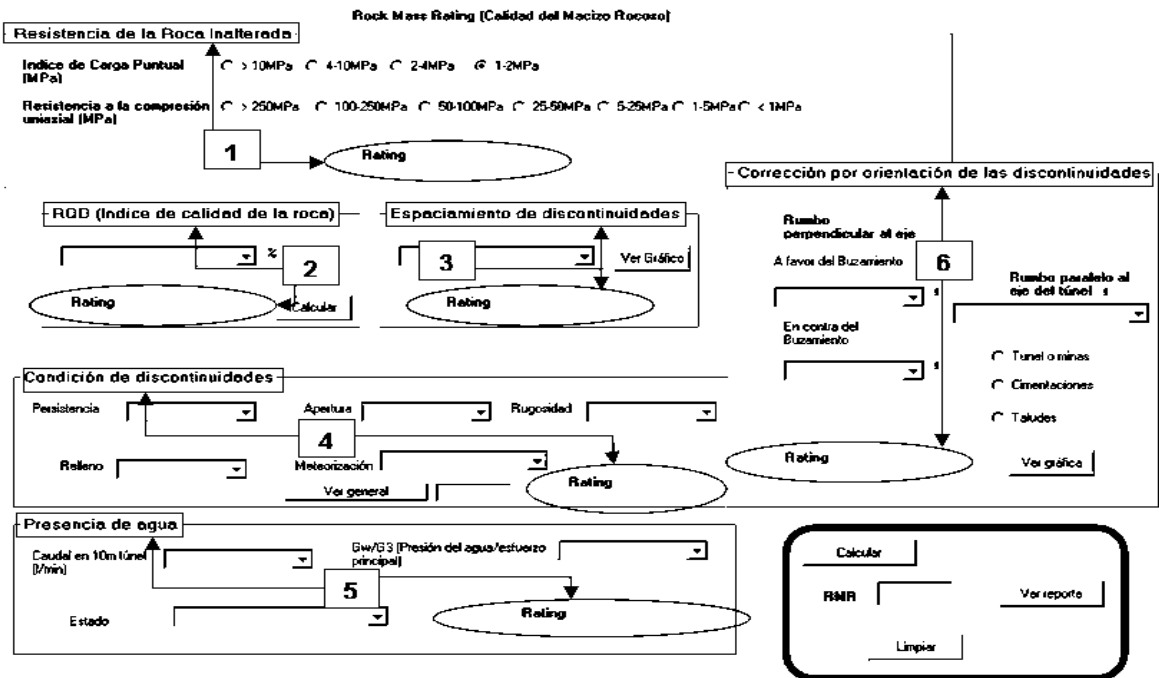 Rock Mass Rating (Calidad del Macizo Rocoso)
Resistencia de la Roca Inalterada
Indice de Carga Puntual (MPa)
> 10MPa 4-10MPa 2-4MPa 1-2MPa
Resistencia a la compresión uniaxial (MPa)
> 250MPa 100-250MPa 50-100MPa 25-50MPa 5-25MPa 1-5MPa < 1MPa
1
Rating
RQD (Indice de calidad de la roca)
%
2
Rating
Calcular
Espaciamiento de discontinuidades
3
Ver Gráfico
Rating
Condición de discontinuidades
Persistencia
Apertura
Rugosidad
4
Relleno
Meteorización
Ver general
Rating
Presencia de agua
Caudal en 10m túnel
(l/min)
Gw/G3 (Presión del agua/esfuerzo
principal)
5
Estado
Rating
Corrección por orientación de las discontinuidades
Rumbo
perpendicular al eje
A favor del Buzamiento
6
En contra del
Buzamiento
Rumbo paralelo al
eje del túnel s
Tunel o minas
Cimentaciones
Taludes
Rating
Ver gráfica
Calcular
RMR
Ver reporte
Limpiar